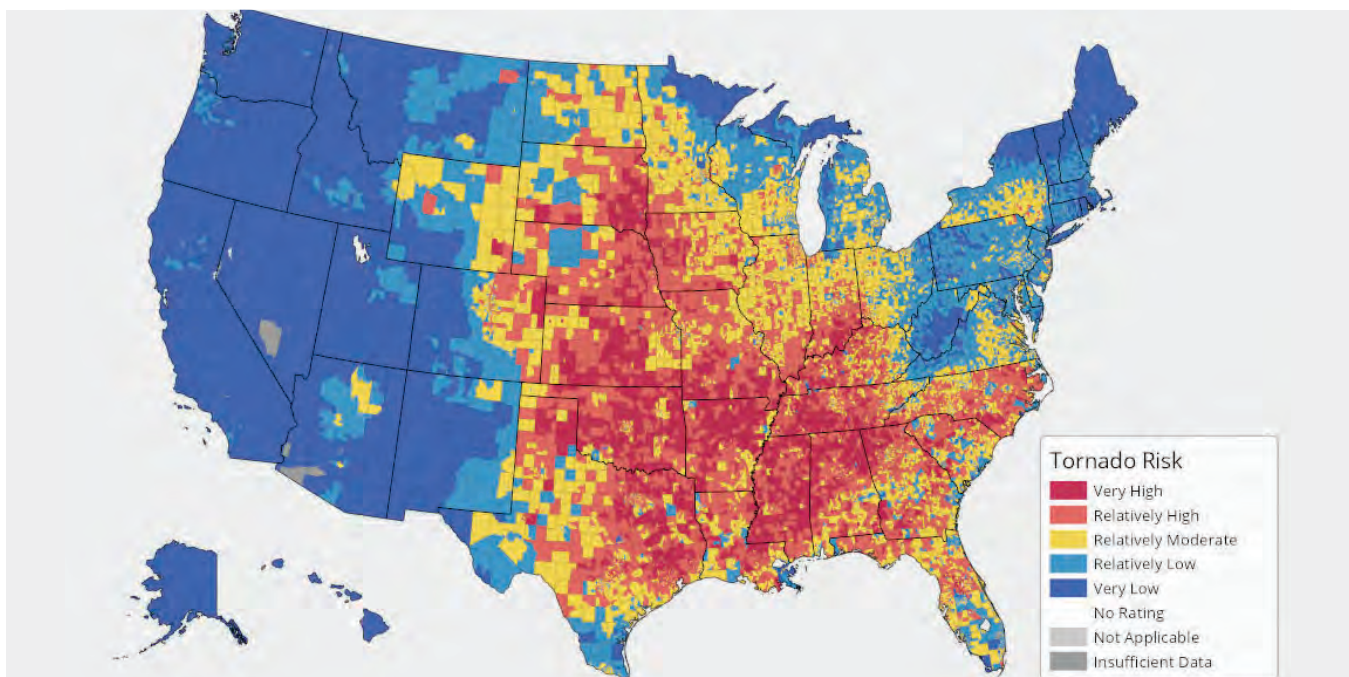 Tornado Risk
Very High
Relatively High
Relatively Moderate
Relatively Low
Very Low
No Rating
Not Applicable
Insufficient Data